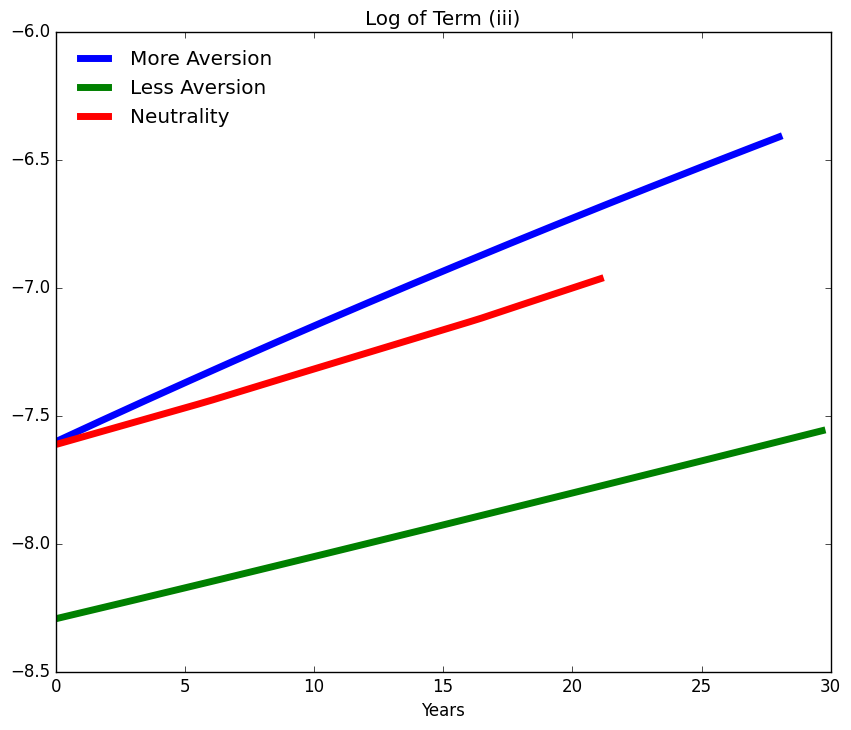 Log of Term (iii)
−6.0
−6.5
−7.0
−7.5
−8.0
−8.5
More Aversion
Less Aversion
Neutrality
0 5 10 15 20 25 30
Years